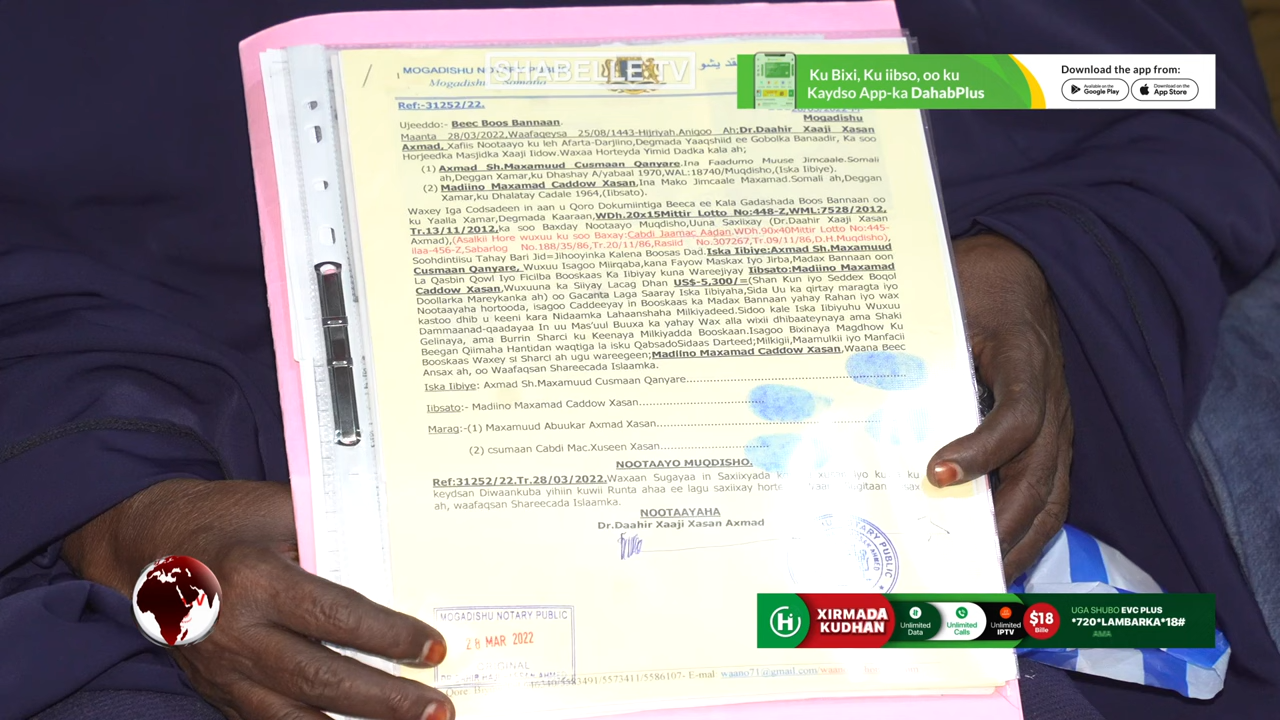 SHABELLE TV
MOGADISHU NOTARY PUBLIC
Mogadishu - Somalia
Ref:-31252/22.
Mogadishu
Ujeeddo:- Beec Boos Bannaan.
Maanta 28/03/2022,Waafaqeysa 25/08/1443-Hijriyah.Anigoo Ah;Dr.Daahir Xaaji Xasan
Axmad, Xafiis Nootaayo ku leh Afarta-Darjiino,Degmada Yaaqshiid ee Gobolka Banaadir, Ka soo
Horjeedka Masjidka Xaaji Iidow.Waxaa Horteyda Yimid Dadka kala ah;
(1) Axmad Sh.Maxamuud Cusmaan Qanyare.Ina Faadumo Muuse Jimcaale.Somali
ah,Deggan Xamar,ku Dhashay A/yabaal 1970,WAL:18740/Muqdisho,(Iska Iibiye).
(2) Madiino Maxamad Caddow Xasan,Ina Mako Jimcaale Maxamad.Somali ah,Deggan
Xamar,ku Dhalatay Cadale 1964,(Iibsato).
Waxey Iga Codsadeen in aan u Qoro Dokumiintiga Beeca ee Kala Gadashada Boos Bannaan oo
ku Yaalla Xamar,Degmada Kaaraan,WDh.20x15Mittir Lotto No:448-Z,WML:7528/2012,
Tr.13/11/2012,ka soo Baxday Nootaayo Muqdisho,Uuna Saxiixay (Dr.Daahir Xaaji Xasan
Axmad),(Asalkii Hore wuxuu ku soo Baxay:Cabdi Jaamac Aadan.WDh.90x40Mittir Lotto No:445-
ilaa-456-Z,Sabarlog No.188/35/86,Tr.20/11/86,Rasiid No.307267,Tr.09/11/86,D.H.Muqdisho),
Soohdintiisu Tahay Bari Jid=Jihooyinka Kalena Boosas Dad.Iska Iibiye:Axmad Sh.Maxamuud
Cusmaan Qanyare, Wuxuu Isagoo Miirqaba,kana Fayow Maskax Iyo Jirba,Madax Bannaan oon
La Qasbin Qowl Iyo Ficilba Booskaas Ka Iibiyay kuna Wareejiyay Iibsato:Madiino Maxamad
Caddow Xasan,Wuxuuna ka Siiyay Lacag Dhan US$-5,300/=(Shan Kun iyo Seddex Boqol
Doollarka Mareykanka ah) oo Gacanta Laga Saaray Iska Iibiyaha,Sida Uu ka qirtay maragta iyo
Nootaayaha hortooda, isagoo Caddeeyay in Booskaas ka Madax Bannaan yahay Rahan iyo wax
kastoo dhib u keeni kara Nidaamka Lahaanshaha Milkiyadeed.Sidoo kale Iska Iibiyuhu Wuxuu
Dammaanad-qaadayaa In uu Mas'uul Buuxa ka yahay Wax alla wixii dhibaateynaya ama Shaki
Gelinaya, ama Burrin Sharci ku Keenaya Milkiyadda Booskaan.Isagoo Bixinaya Magdhow Ku
Beegan Qiimaha Hantidan waqtiga la isku QabsadoSidaas Darteed;Milkigii,Maamulkii iyo Manfacii
Booskaas Waxey si Sharci ah ugu wareegeen;Madiino Maxamad Caddow Xasan,Waana Beec
Ansax ah, oo Waafaqsan Shareecada Islaamka.
Iska Iibiye: Axmad Sh.Maxamuud Cusmaan Qanyare
Iibsato:- Madiino Maxamad Caddow Xasan
Marag:-(1) Maxamuud Abuukar Axmad Xasan
(2) csumaan Cabdi Mac.Xuseen Xasan
NOOTAAYO MUQDISHO.
Ref:31252/22.Tr.28/03/2022.Waxaan Sugayaa in Saxiixyada
keydsan Diwaankuba yihiin kuwii Runta ahaa ee lagu saxiixay
ah, waafaqsan Shareecada Islaamka.
NOOTAAYAHA
Dr.Daahir Xaaji Xasan Axmad
MOGADISHU NOTARY PUBLIC
28 MAR 2022
ORIGINAL
5573411/5586107- E-mail
Ku Bixi, Ku iibso, oo ku
Kaydso App-ka DahabPlus
Download the app from:
Available on the Google Play
Download on the App Store
XIRMADA
KUDHAN
Unlimited Data
Unlimited Calls
Unlimited IPTV
$18
Bille
UGA SHUBO EVC PLUS
*720*LAMBARKA*18#
AMA